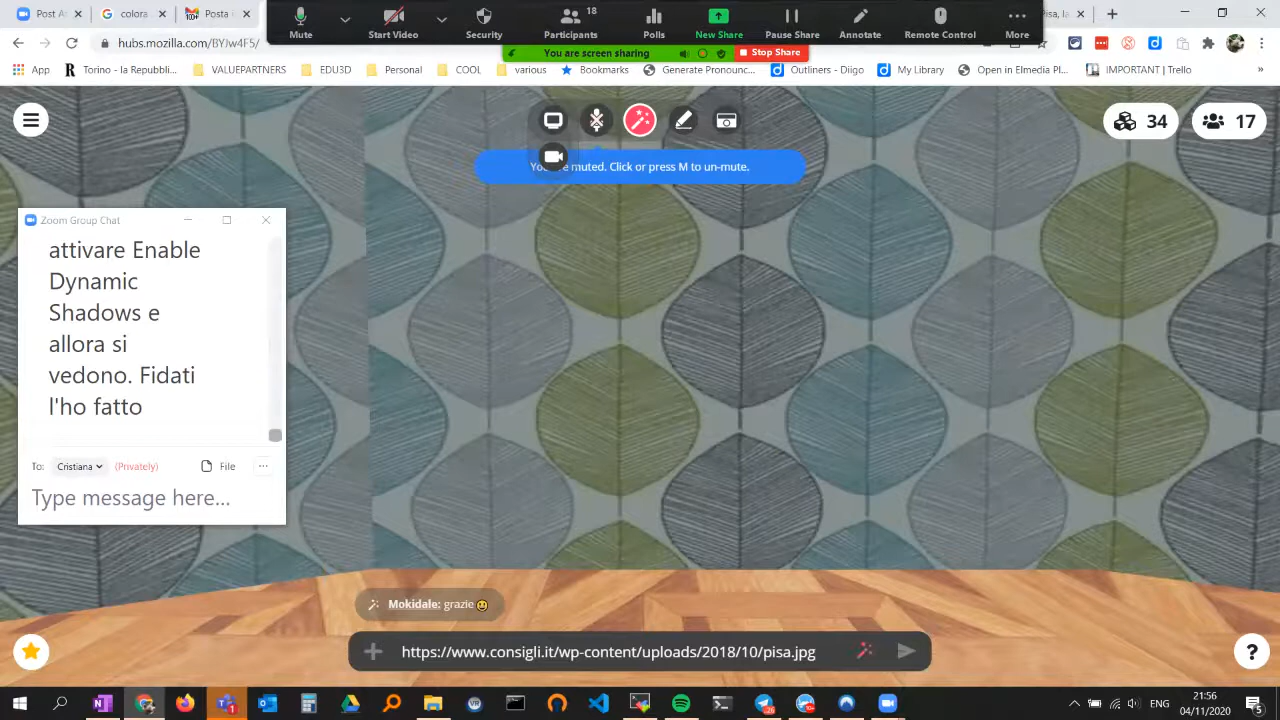 Post A
colora
Posta
18
Mute
Start Video
Security
Participants
Polls
New Share
Pause Share
Annotate
Remote Control
More
hubs.mozilla.com/BYJw4F5/
You are screen sharing
Stop Share
App
Torino - la Repubbli...
VALUEPARTNERS
EDU3D
Personal
COOL
various
Bookmarks
Generate Pronounc...
Outliners - Diigo
My Library
Open in Elmedia Pl...
IMPORTANT | Trello
»
34
17
muted. Click or press M to un-mute.
Zoom Group Chat
attivare Enable
Dynamic
Shadows e
allora si
vedono. Fidati
l'ho fatto
To: Cristiana (Privately) File ...
Type message here...
Mokidale: grazie 😃
https://www.consigli.it/wp-content/uploads/2018/10/pisa.jpg
?
ENG
21:56
04/11/2020
5